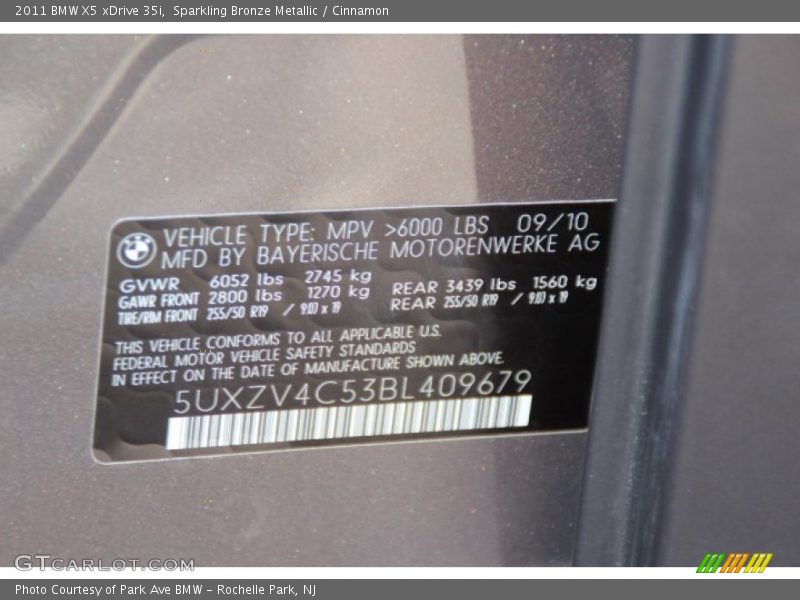 2011 BMW X5 xDrive 35i, Sparkling Bronze Metallic / Cinnamon
VEHICLE TYPE: MPV >6000 LBS 09/10
MFD BY BAYERISCHE MOTORENWERKE AG
GVWR 6052 lbs 2745 kg
GAWR FRONT 2800 lbs 1270 kg REAR 3439 lbs 1560 kg
TIRE/RIM FRONT 255/50 R19 / 9.0J x 19 REAR 255/50 R19 / 9.0J x 19
THIS VEHICLE CONFORMS TO ALL APPLICABLE U.S.
FEDERAL MOTOR VEHICLE SAFETY STANDARDS
IN EFFECT ON THE DATE OF MANUFACTURE SHOWN ABOVE.
5UXZV4C53BL409679
GTCARLOT.COM
Photo Courtesy of Park Ave BMW - Rochelle Park, NJ